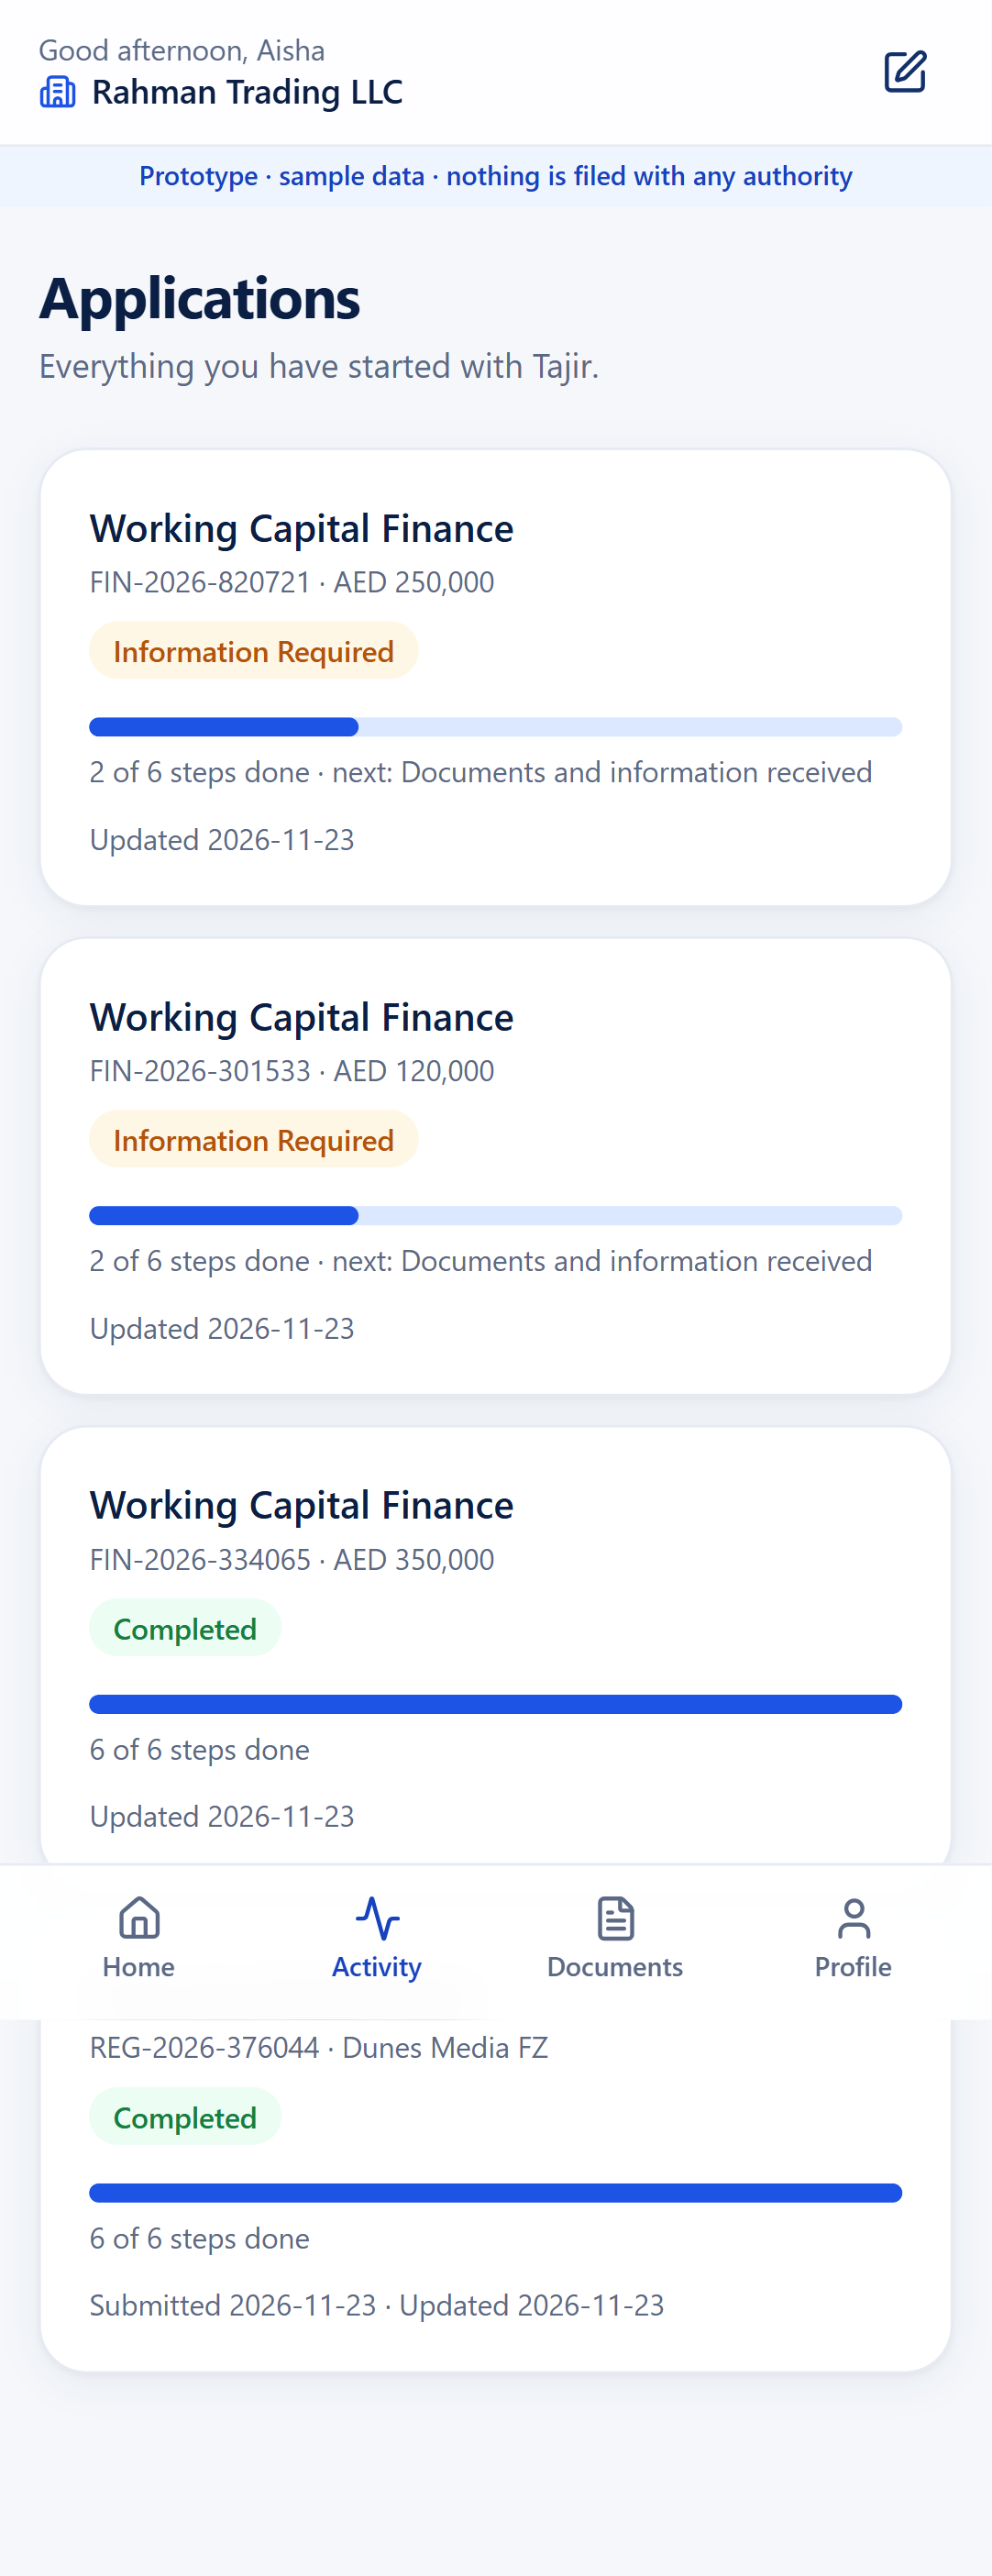 Good afternoon, Aisha
Rahman Trading LLC
Prototype · sample data · nothing is filed with any authority
Applications
Everything you have started with Tajir.
Working Capital Finance
FIN-2026-820721 · AED 250,000
Information Required
2 of 6 steps done · next: Documents and information received
Updated 2026-11-23
Working Capital Finance
FIN-2026-301533 · AED 120,000
Information Required
2 of 6 steps done · next: Documents and information received
Updated 2026-11-23
Working Capital Finance
FIN-2026-334065 · AED 350,000
Completed
6 of 6 steps done
Updated 2026-11-23
Home
Activity
Documents
Profile
REG-2026-376044 · Dunes Media FZ
Completed
6 of 6 steps done
Submitted 2026-11-23 · Updated 2026-11-23